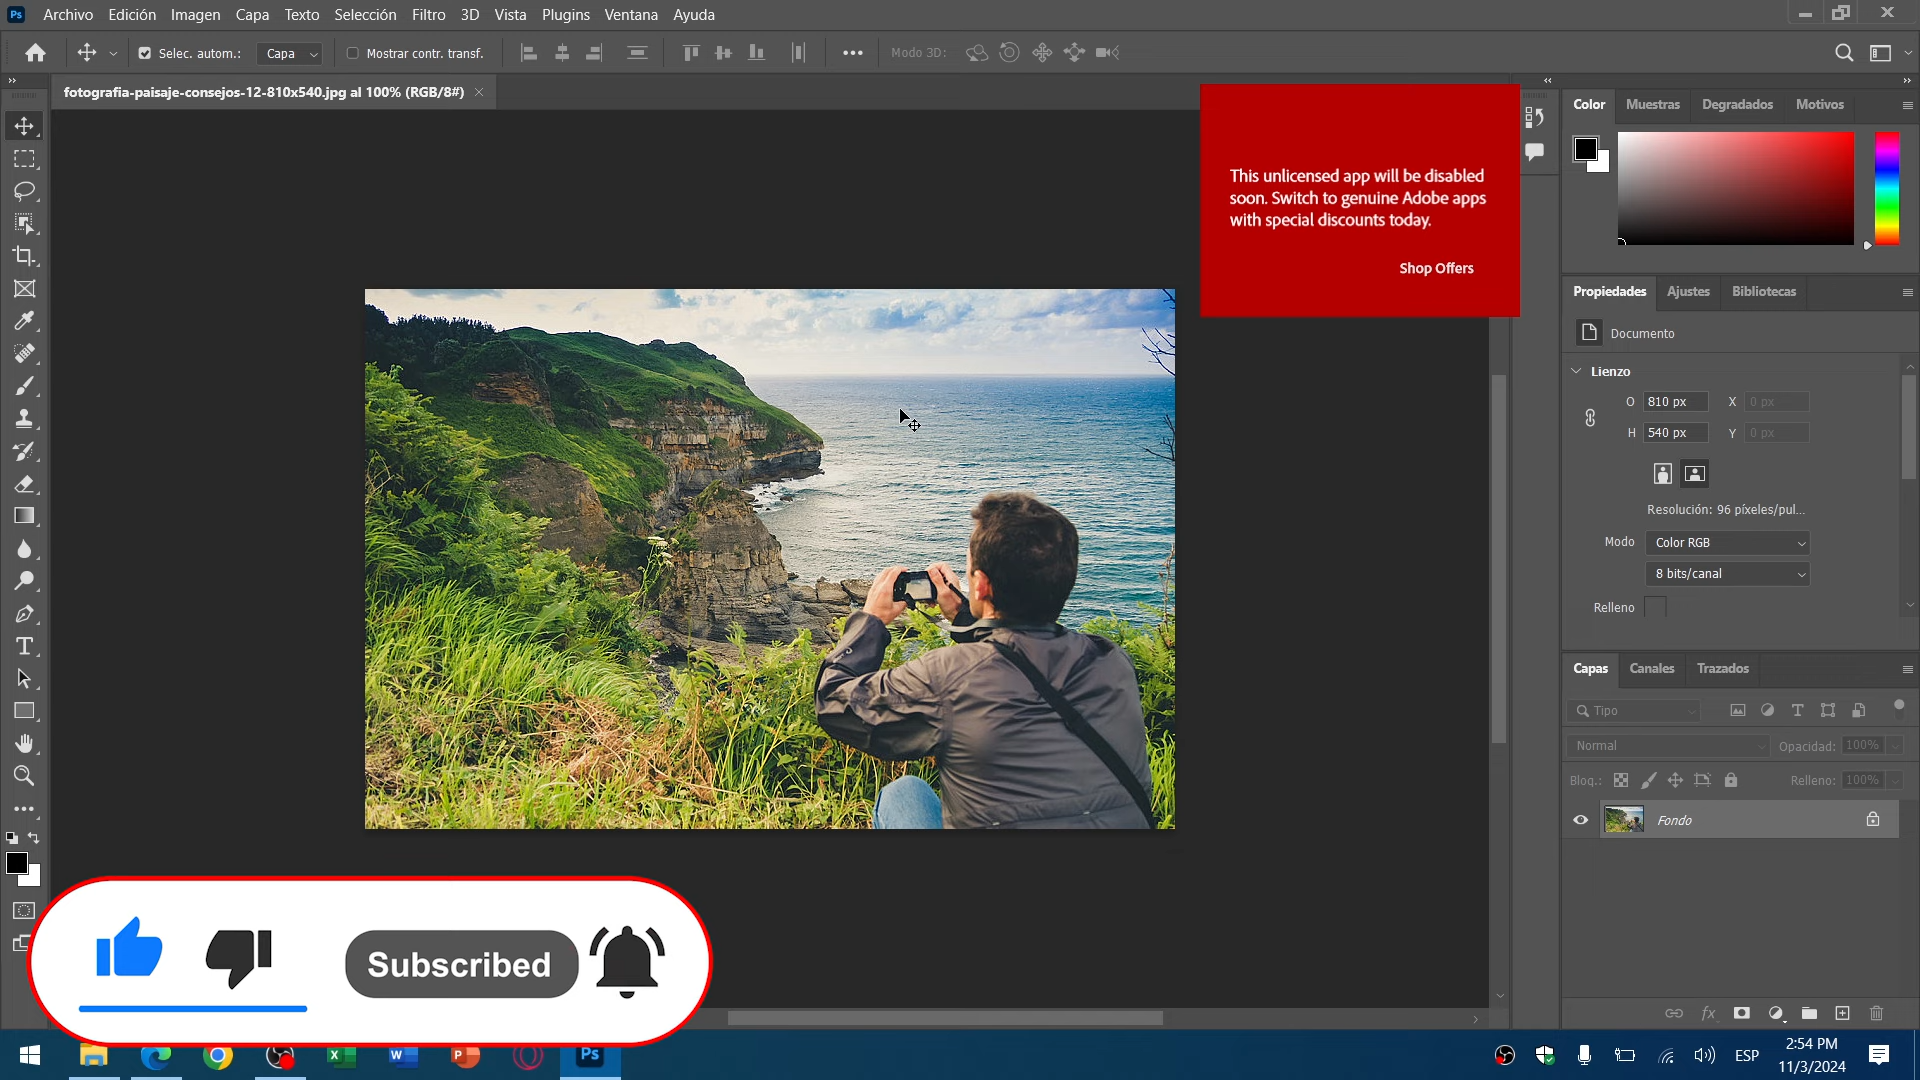 Ps Archivo Edición Imagen Capa Texto Selección Filtro 3D Vista Plugins Ventana Ayuda
Selec. autom.: Capa Mostrar contr. transf. Modo 3D:
fotografia-paisaje-consejos-12-810x540.jpg al 100% (RGB/8#)
This unlicensed app will be disabled
soon. Switch to genuine Adobe apps
with special discounts today.
Shop Offers
Color Muestras Degradados Motivos
Propiedades Ajustes Bibliotecas
Documento
Lienzo
O 810 px X 0 px
H 540 px Y 0 px
Resolución: 96 píxeles/pul...
Modo Color RGB
8 bits/canal
Relleno
Capas Canales Trazados
Tipo
Normal Opacidad: 100%
Bloq.: Relleno: 100%
Fondo
fx
Subscribed
Ps
ESP
2:54 PM
11/3/2024